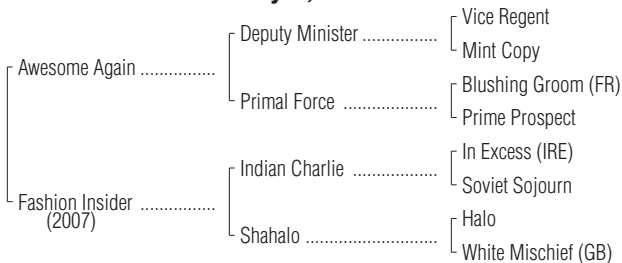 Vice Regent
Deputy Minister ................
Mint Copy
Awesome Again ................
Blushing Groom (FR)
Primal Force ....................
Prime Prospect
In Excess (IRE)
Indian Charlie ..................
Soviet Sojourn
Fashion Insider ................
(2007)
Halo
Shahalo ............................
White Mischief (GB)